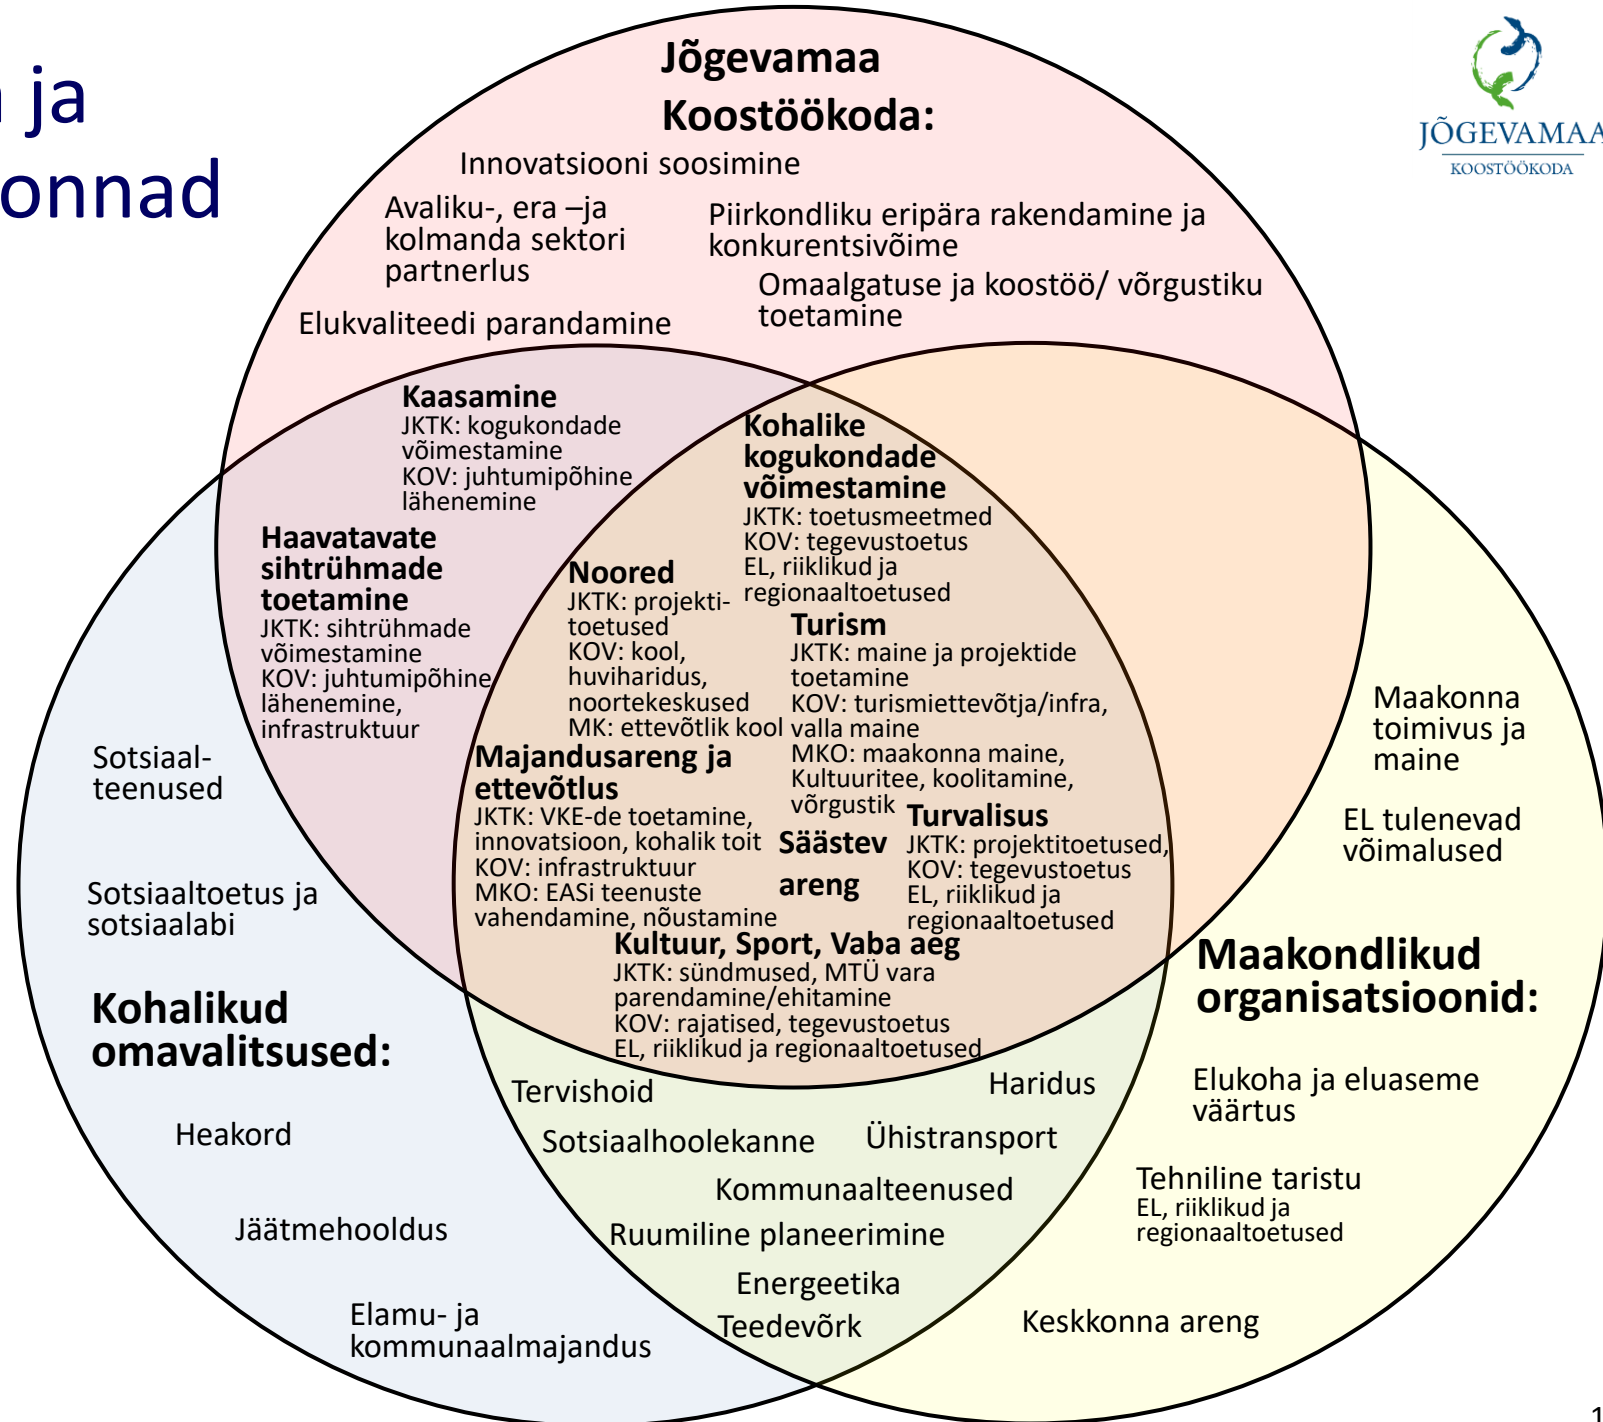 ja
onnad
JÕGEVAMAA
KOOSTÖÖKODA
Jõgevamaa
Koostöökoda:
Innovatsiooni soosimine
Avaliku-, era –ja
kolmanda sektori
partnerlus
Piirkondliku eripära rakendamine ja
konkurentsivõime
Omaalgatuse ja koostöö/ võrgustiku
toetamine
Elukvaliteedi parandamine
Kaasamine
JKTK: kogukondade
võimestamine
KOV: juhtumipõhine
lähenemine
Haavatavate
sihtrühmade
toetamine
JKTK: sihtrühmade
võimestamine
KOV: juhtumipõhine
lähenemine,
infrastruktuur
Kohalike
kogukondade
võimestamine
JKTK: toetusmeetmed
KOV: tegevustoetus
EL, riiklikud ja
regionaaltoetused
Noored
JKTK: projekti-
toetused
KOV: kool,
huviharidus,
noortekeskused
MK: ettevõtlik kool
Turism
JKTK: maine ja projektide
toetamine
KOV: turismiettevõtja/infra,
valla maine
MKO: maakonna maine,
Kultuuritee, koolitamine,
võrgustik
Majandusareng ja
ettevõtlus
JKTK: VKE-de toetamine,
innovatsioon, kohalik toit
KOV: infrastruktuur
MKO: EASi teenuste
vahendamine, nõustamine
Säästev
areng
Turvalisus
JKTK: projektitoetused,
KOV: tegevustoetus
EL, riiklikud ja
regionaaltoetused
Kultuur, Sport, Vaba aeg
JKTK: sündmused, MTÜ vara
parendamine/ehitamine
KOV: rajatised, tegevustoetus
EL, riiklikud ja regionaaltoetused
Sotsiaal-
teenused
Sotsiaaltoetus ja
sotsiaalabi
Kohalikud
omavalitsused:
Heakord
Jäätmehooldus
Elamu- ja
kommunaalmajandus
Tervishoid
Haridus
Sotsiaalhoolekanne
Ühistransport
Kommunaalteenused
Ruumiline planeerimine
Energeetika
Teedevõrk
Maakonna
toimivus ja
maine
EL tulenevad
võimalused
Maakondlikud
organisatsioonid:
Elukoha ja eluaseme
väärtus
Tehniline taristu
EL, riiklikud ja
regionaaltoetused
Keskkonna areng
1